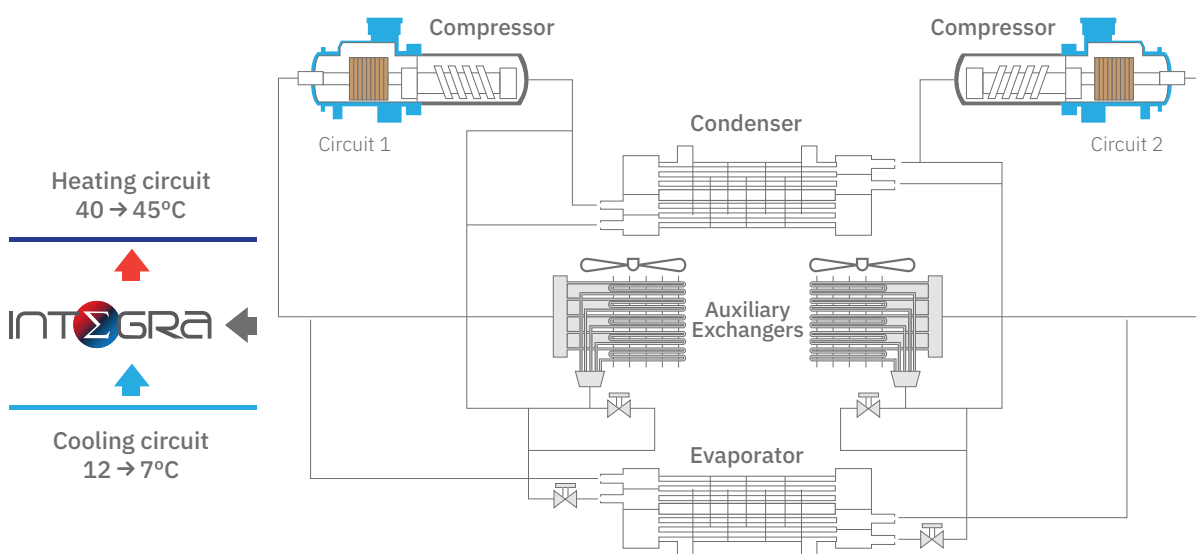 Compressor
Compressor
Circuit 1
Circuit 2
Condenser
Heating circuit
40 → 45ºC
INTΣGRA
Auxiliary
Exchangers
Cooling circuit
12 → 7ºC
Evaporator